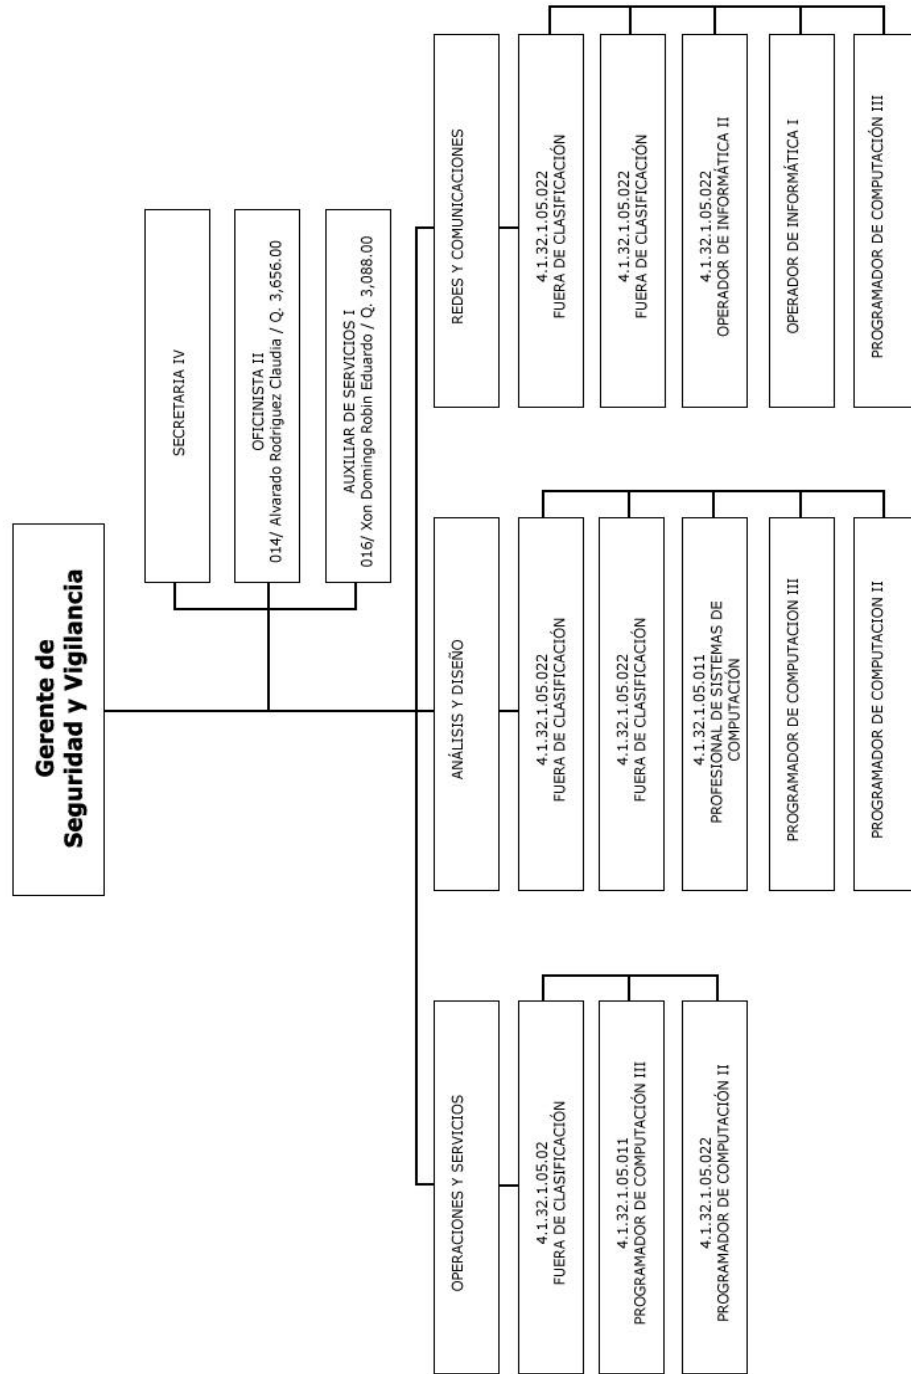 Gerente de
Seguridad y Vigilancia
SECRETARIA IV
OFICINISTA II
014/ Alvarado Rodriguez Claudia / Q. 3,656.00
AUXILIAR DE SERVICIOS I
016/ Xon Domingo Robin Eduardo / Q. 3,088.00
OPERACIONES Y SERVICIOS
4.1.32.1.05.02
FUERA DE CLASIFICACIÓN
4.1.32.1.05.011
PROGRAMADOR DE COMPUTACIÓN III
4.1.32.1.05.022
PROGRAMADOR DE COMPUTACIÓN II
ANÁLISIS Y DISEÑO
4.1.32.1.05.022
FUERA DE CLASIFICACIÓN
4.1.32.1.05.022
FUERA DE CLASIFICACIÓN
4.1.32.1.05.011
PROFESIONAL DE SISTEMAS DE
COMPUTACIÓN
PROGRAMADOR DE COMPUTACION III
PROGRAMADOR DE COMPUTACION II
REDES Y COMUNICACIONES
4.1.32.1.05.022
FUERA DE CLASIFICACIÓN
4.1.32.1.05.022
FUERA DE CLASIFICACIÓN
4.1.32.1.05.022
OPERADOR DE INFORMÁTICA II
OPERADOR DE INFORMÁTICA I
PROGRAMADOR DE COMPUTACIÓN III